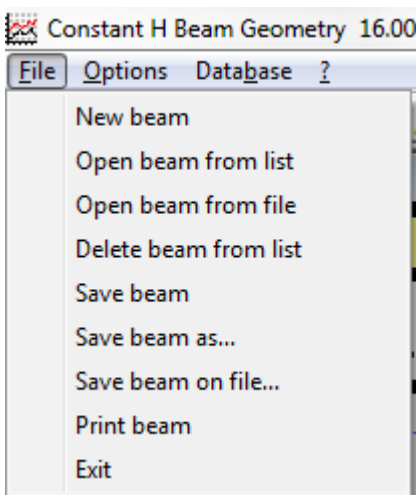 Constant H Beam Geometry 16.00
File Options Database ?
New beam
Open beam from list
Open beam from file
Delete beam from list
Save beam
Save beam as...
Save beam on file...
Print beam
Exit